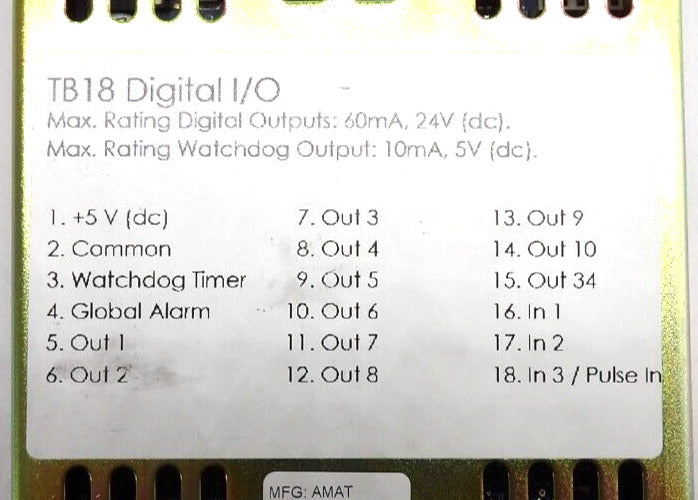 TB18 Digital I/O
Max. Rating Digital Outputs: 60mA, 24V (dc).
Max. Rating Watchdog Output: 10mA, 5V (dc).
1. +5 V (dc)
2. Common
3. Watchdog Timer
4. Global Alarm
5. Out 1
6. Out 2
7. Out 3
8. Out 4
9. Out 5
10. Out 6
11. Out 7
12. Out 8
13. Out 9
14. Out 10
15. Out 34
16. In 1
17. In 2
18. In 3 / Pulse In
MFG: AMAT